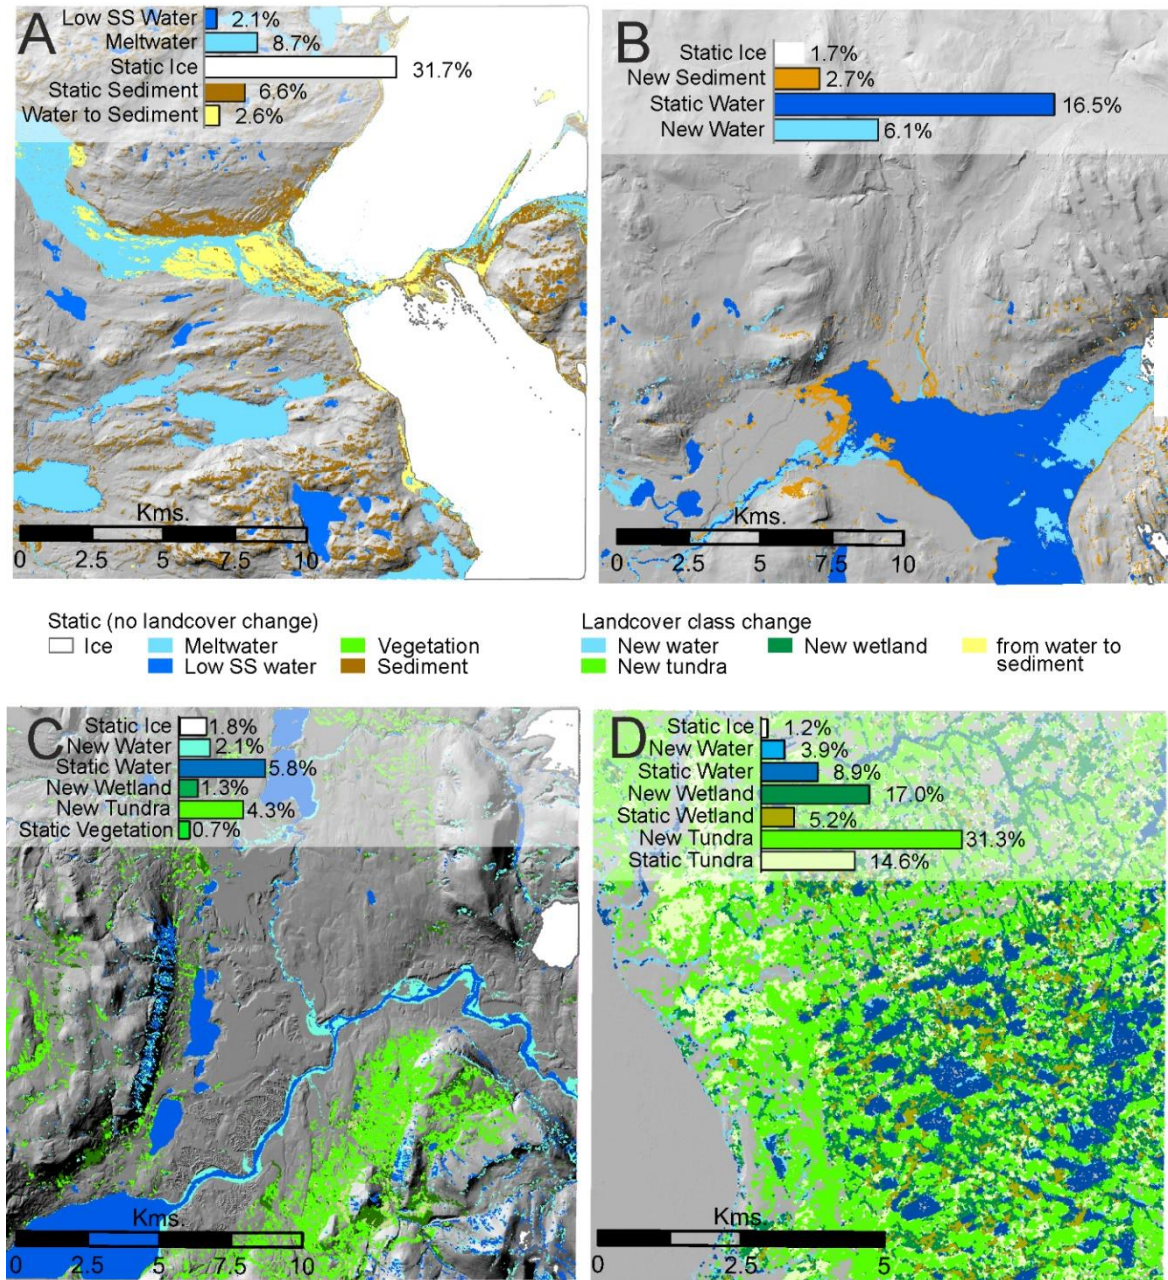 A
Low SS Water 2.1%
Meltwater 8.7%
Static Ice 31.7%
Static Sediment 6.6%
Water to Sediment 2.6%
Kms.
0 2.5 5 7.5 10
B
Static Ice 1.7%
New Sediment 2.7%
Static Water 16.5%
New Water 6.1%
Kms.
0 2.5 5 7.5 10
Static (no landcover change)
Ice Meltwater Vegetation
Low SS water Sediment
Landcover class change
New water New wetland from water to
New tundra sediment
C
Static Ice 1.8%
New Water 2.1%
Static Water 5.8%
New Wetland 1.3%
New Tundra 4.3%
Static Vegetation 0.7%
Kms.
0 2.5 5 7.5 10
D
Static Ice 1.2%
New Water 3.9%
Static Water 8.9%
New Wetland 17.0%
Static Wetland 5.2%
New Tundra 31.3%
Static Tundra 14.6%
Kms.
0 2.5 5